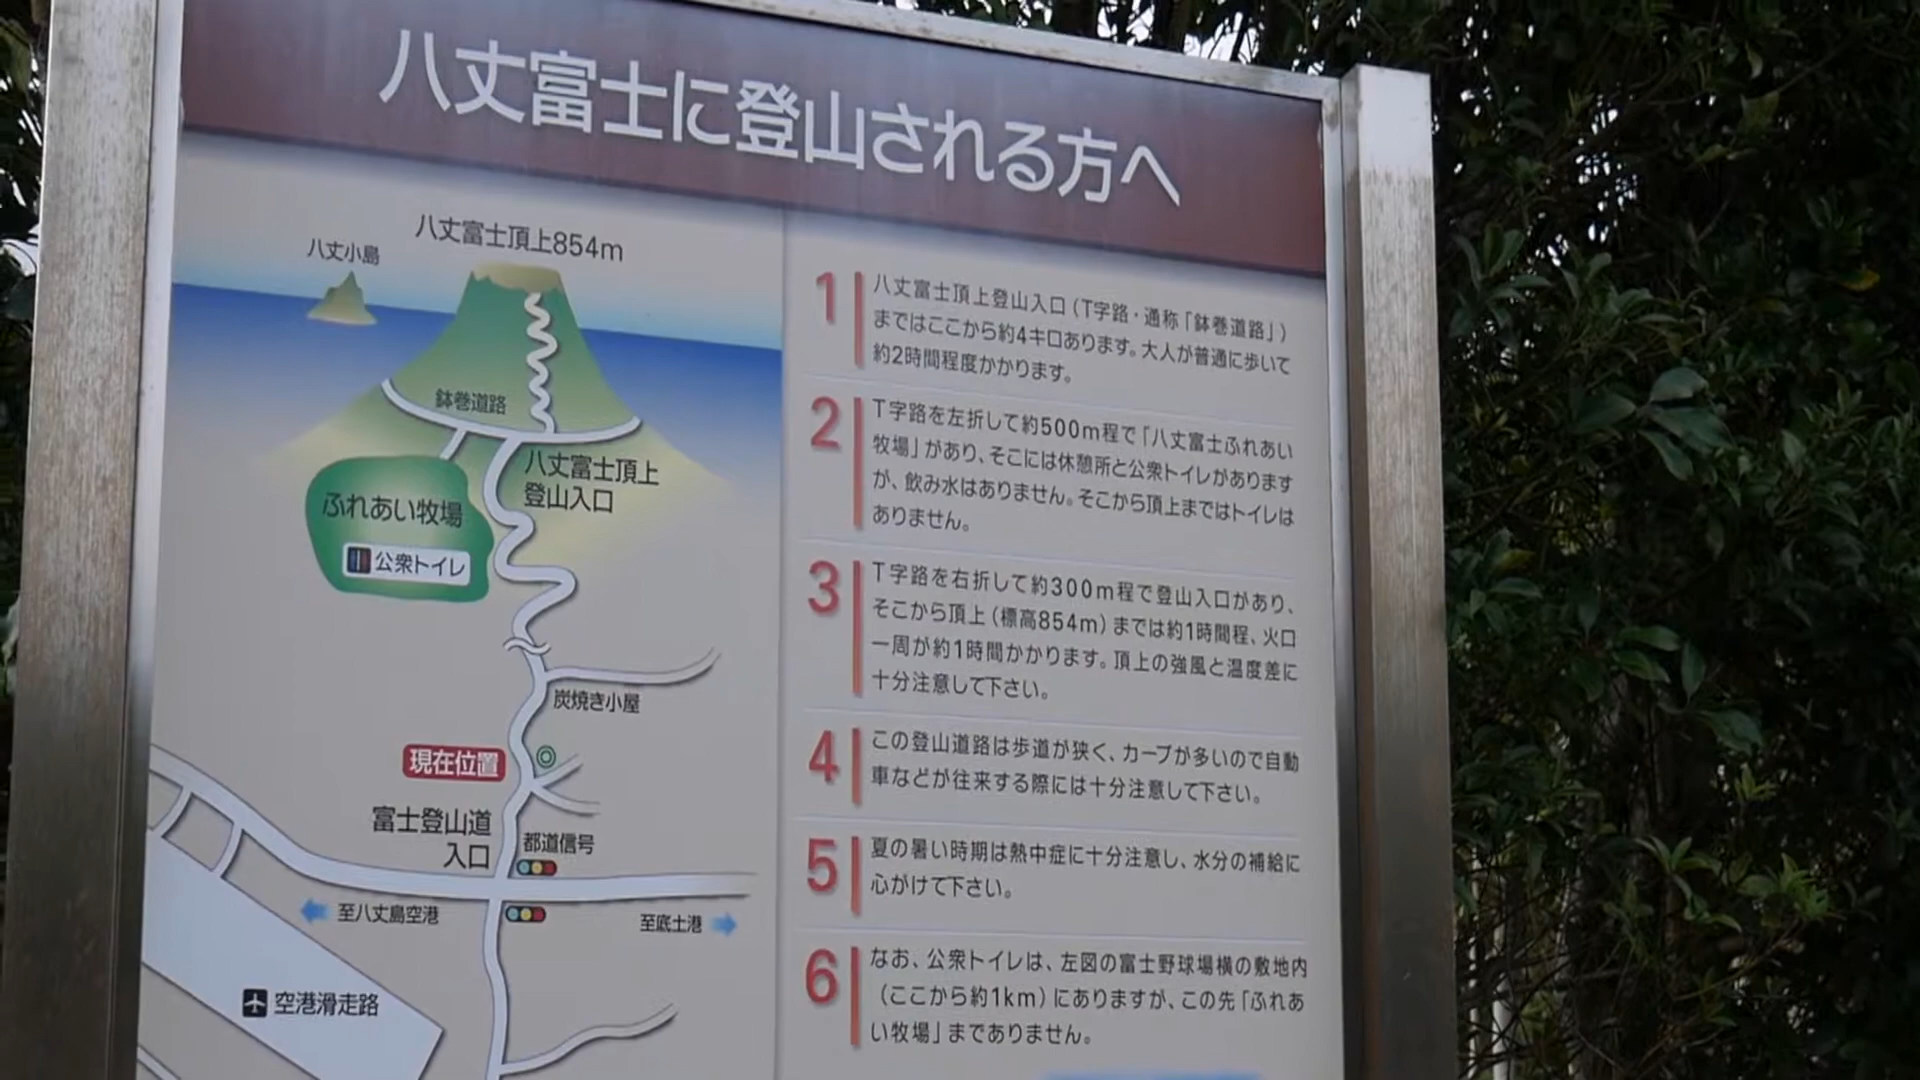 八丈富士に登山される方へ
八丈富士頂上854m
八丈小島
鉢巻道路
八丈富士頂上
登山入口
ふれあい牧場
公衆トイレ
炭焼き小屋
現在位置
富士登山道
入口
都道信号
至八丈島空港
至底土港
空港滑走路
1
八丈富士頂上登山入口（T字路・通称「鉢巻道路」）
まではここから約4キロあります。大人が普通に歩いて
約2時間程度かかります。
2
T字路を左折して約500m程で「八丈富士ふれあい
牧場」があり、そこには休憩所と公衆トイレがあります
が、飲み水はありません。そこから頂上まではトイレは
ありません。
3
T字路を右折して約300m程で登山入口があり、
そこから頂上（標高854m）までは約1時間程、火口
一周が約1時間かかります。頂上の強風と温度差に
十分注意して下さい。
4
この登山道路は歩道が狭く、カーブが多いので自動
車などが往来する際には十分注意して下さい。
5
夏の暑い時期は熱中症に十分注意し、水分の補給に
心がけて下さい。
6
なお、公衆トイレは、左図の富士野球場横の敷地内
（ここから約1km）にありますが、この先「ふれあ
い牧場」までありません。